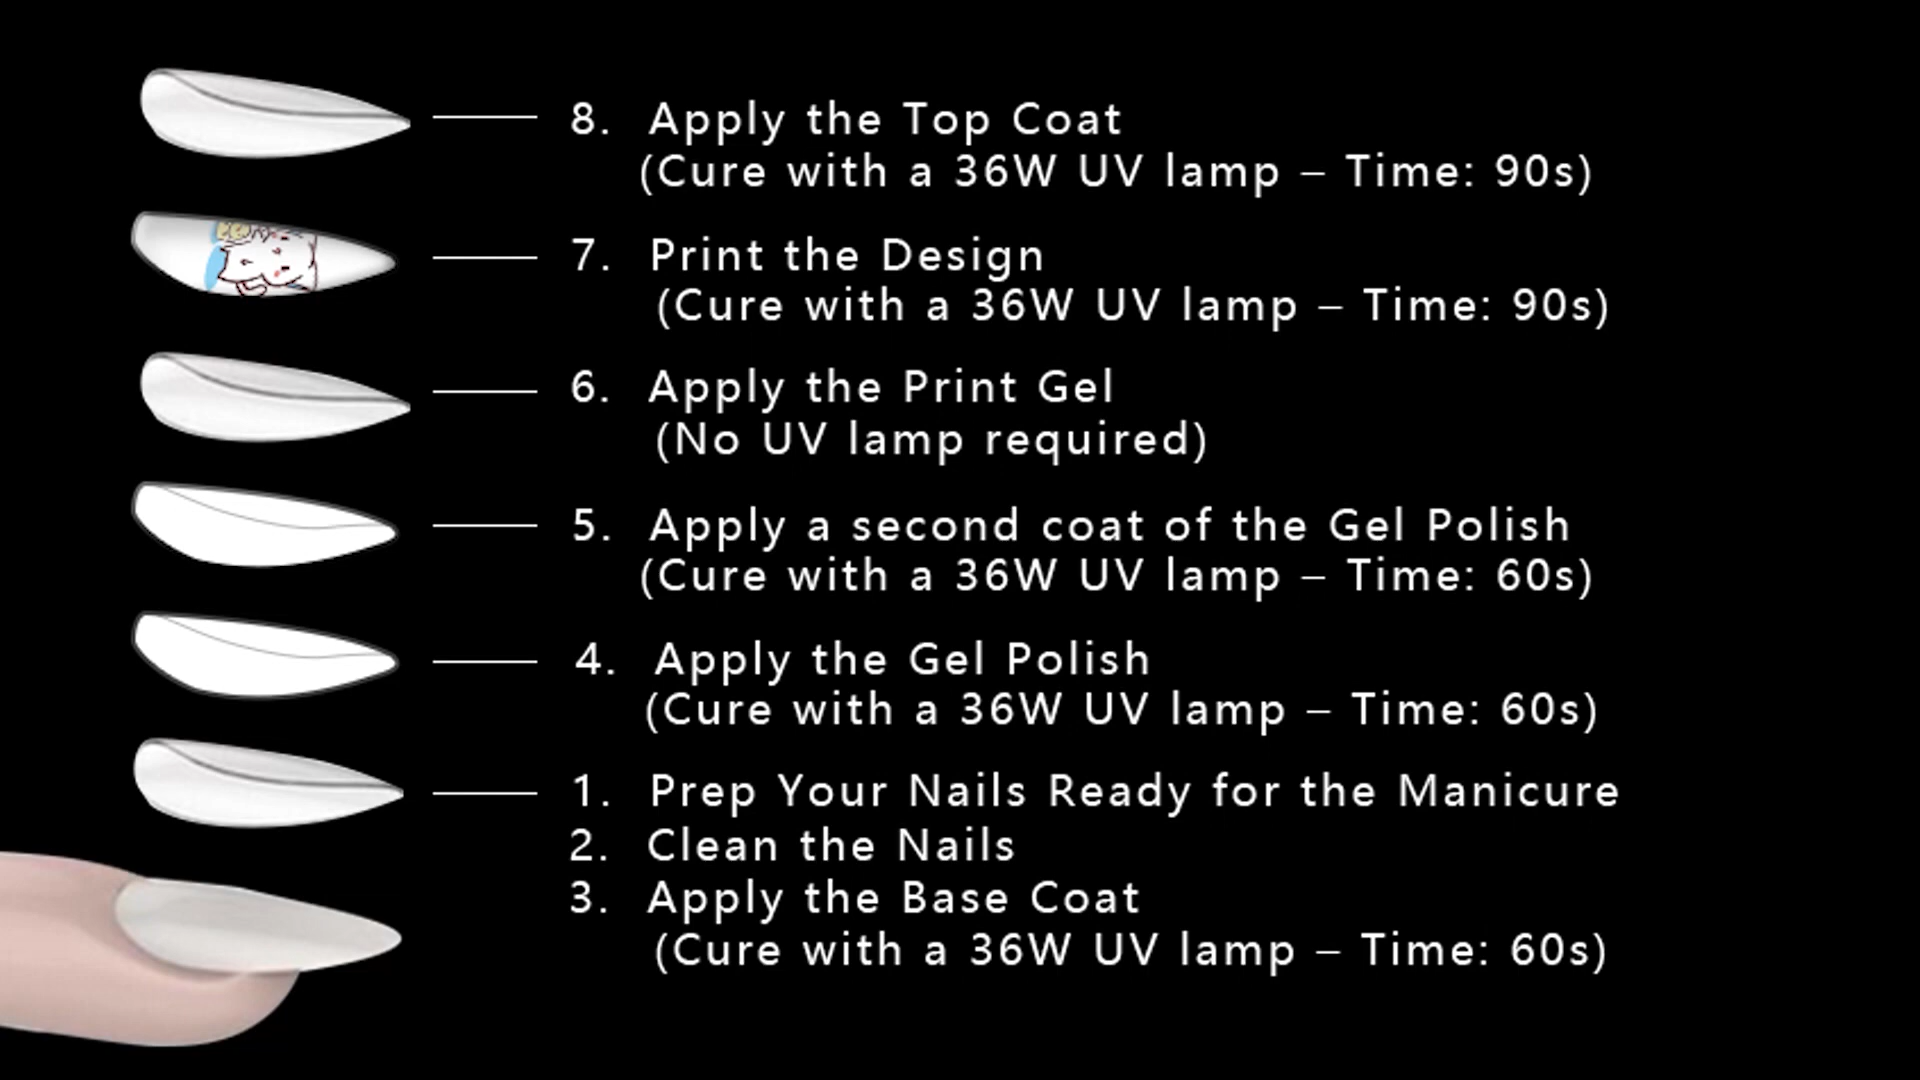 8. Apply the Top Coat
(Cure with a 36W UV lamp – Time: 90s)
7. Print the Design
(Cure with a 36W UV lamp – Time: 90s)
6. Apply the Print Gel
(No UV lamp required)
5. Apply a second coat of the Gel Polish
(Cure with a 36W UV lamp – Time: 60s)
4. Apply the Gel Polish
(Cure with a 36W UV lamp – Time: 60s)
1. Prep Your Nails Ready for the Manicure
2. Clean the Nails
3. Apply the Base Coat
(Cure with a 36W UV lamp – Time: 60s)